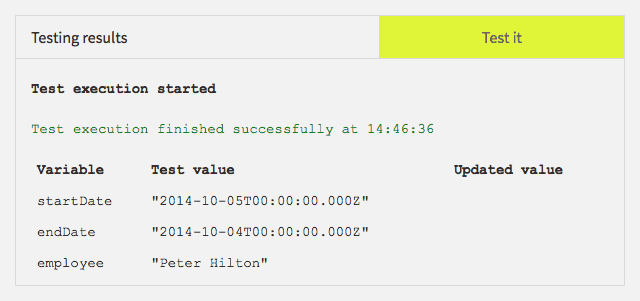 Testing results Test it
Test execution started
Test execution finished successfully at 14:46:36
Variable Test value Updated value
startDate "2014-10-05T00:00:00.000Z"
endDate "2014-10-04T00:00:00.000Z"
employee "Peter Hilton"